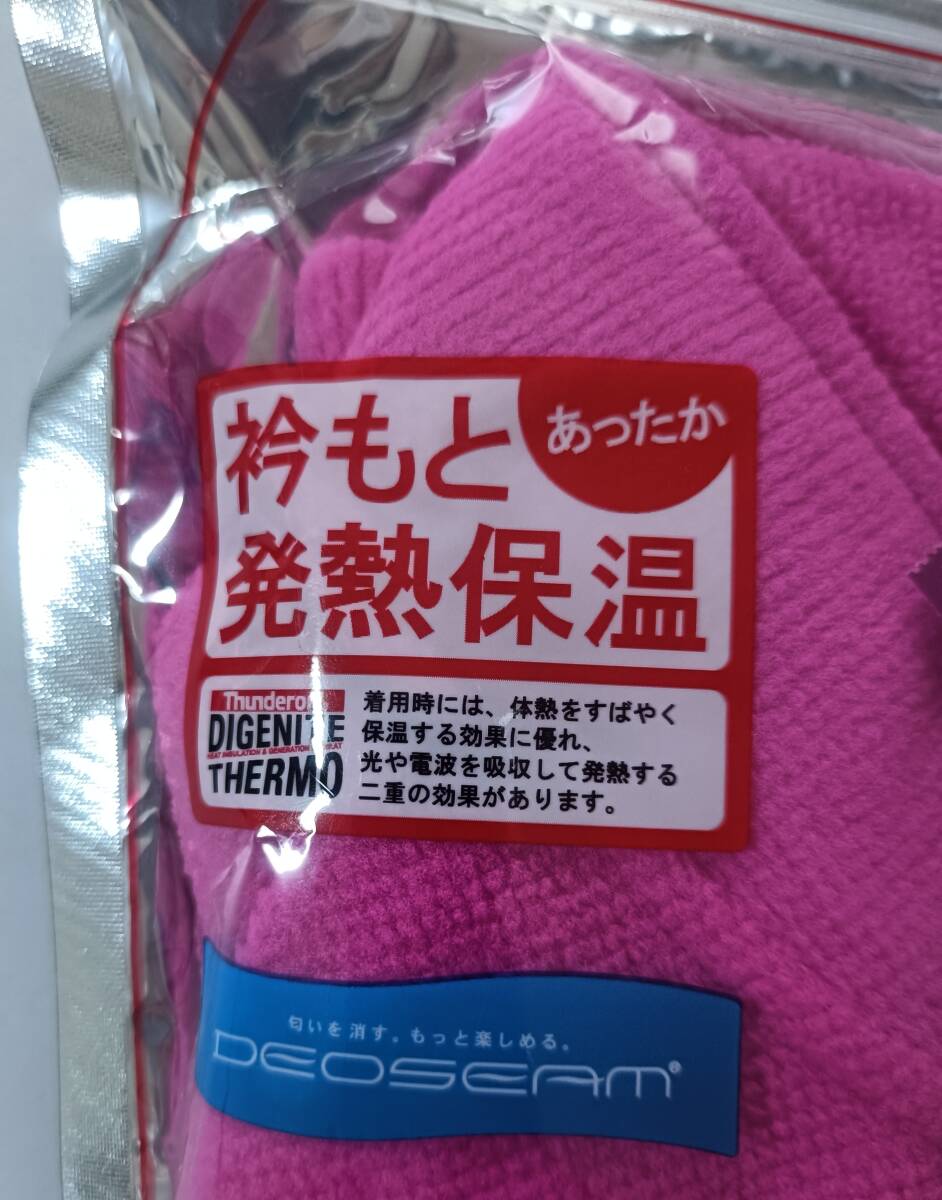 あったか
衿もと
発熱保温
Thunderon
DIGENITE
HEAT INSULATION & GENERATION
THERMO
着用時には、体熱をすばやく
保温する効果に優れ、
光や電波を吸収して発熱する
二重の効果があります。
匂いを消す。もっと楽しめる。
DEOSEAM®